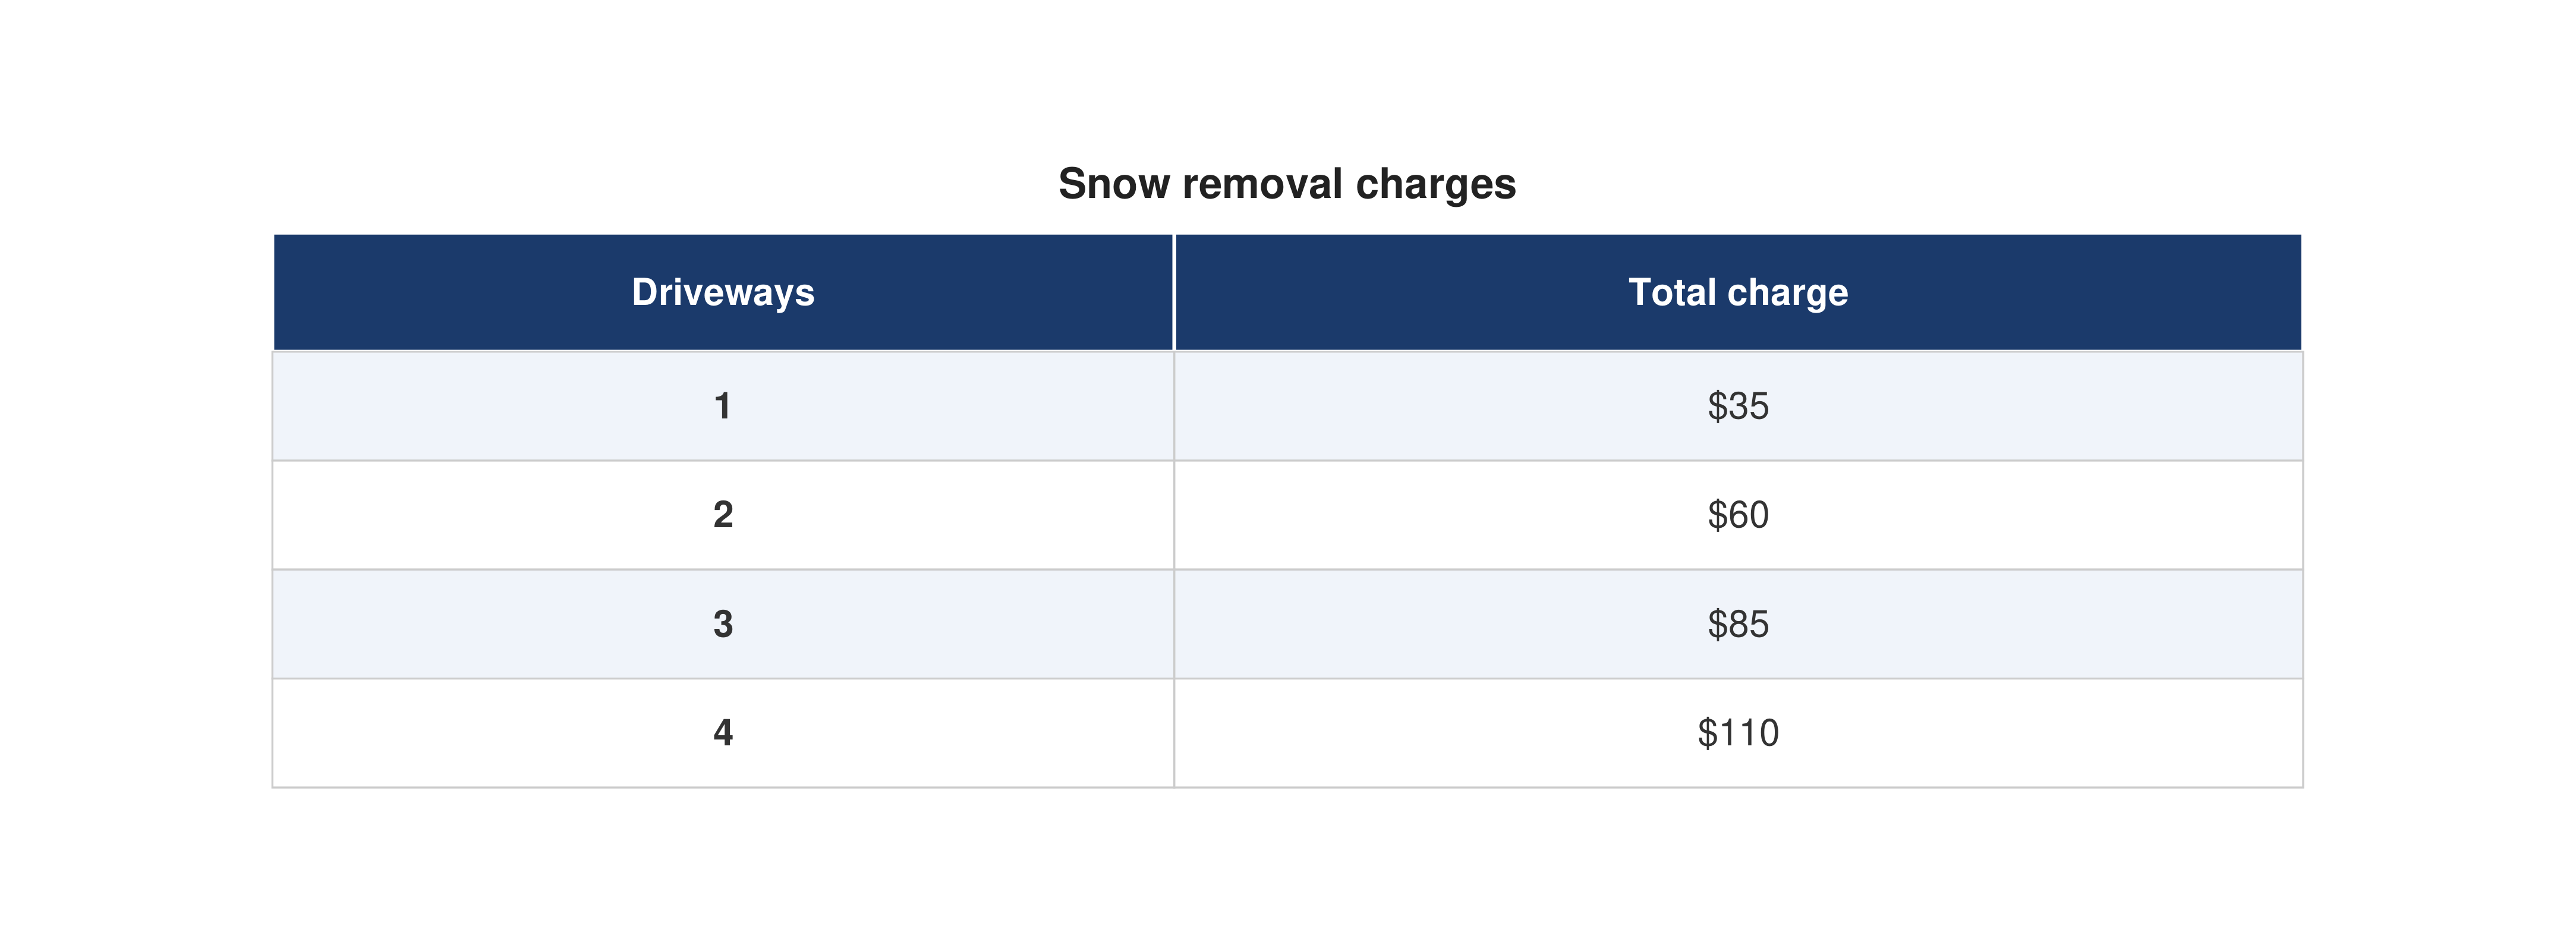 Snow removal charges
Driveways Total charge
1 $35
2 $60
3 $85
4 $110